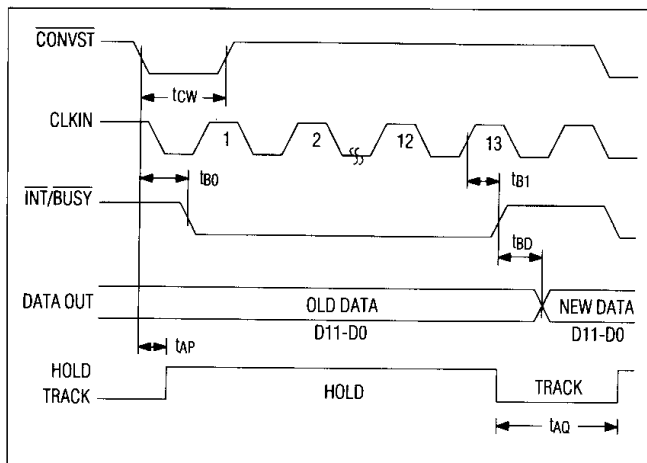 CONVST
tCW
CLKIN
1 2 12 13
tB0 tB1
INT/BUSY
tBD
DATA OUT OLD DATA NEW DATA
D11-D0 D11-D0
tAP
HOLD
TRACK HOLD TRACK
tAQ